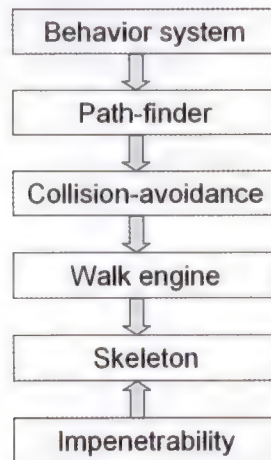 Behavior system
Path-finder
Collision-avoidance
Walk engine
Skeleton
Impenetrability